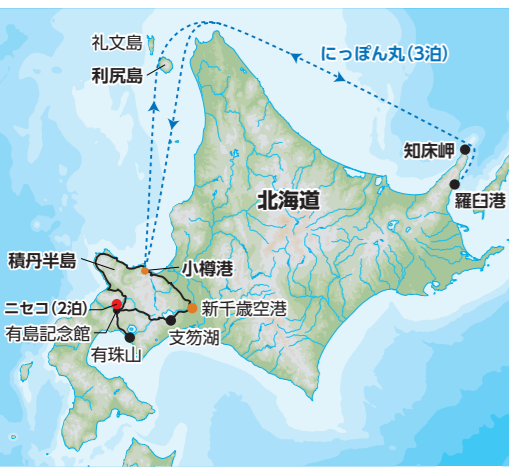 礼文島
利尻島
にっぽん丸(3泊)
知床岬
羅臼港
北海道
積丹半島
小樽港
ニセコ(2泊)
新千歳空港
有島記念館
支笏湖
有珠山